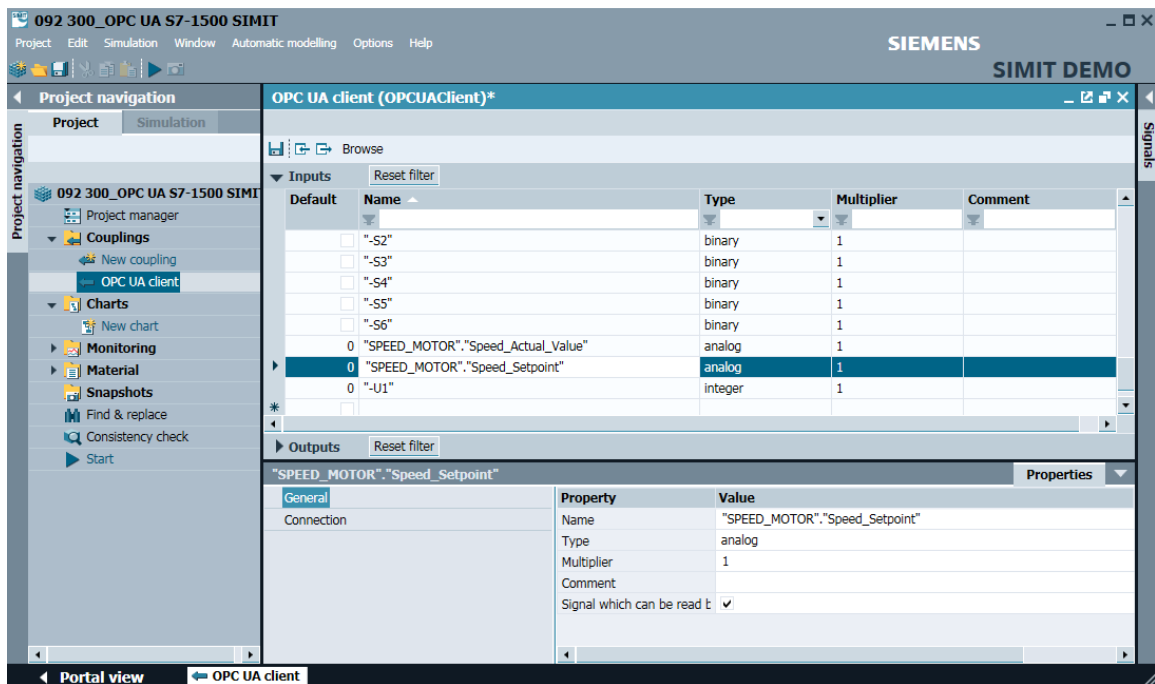 092 300_OPC UA S7-1500 SIMIT
Project Edit Simulation Window Automatic modelling Options Help
SIEMENS
SIMIT DEMO
Project navigation
Project navigation
Project Simulation
092 300_OPC UA S7-1500 SIMI
Project manager
Couplings
New coupling
OPC UA client
Charts
New chart
Monitoring
Material
Snapshots
Find & replace
Consistency check
Start
OPC UA client (OPCUAClient)*
Browse
Inputs Reset filter
Default Name Type Multiplier Comment
"-S2" binary 1
"-S3" binary 1
"-S4" binary 1
"-S5" binary 1
"-S6" binary 1
0 "SPEED_MOTOR"."Speed_Actual_Value" analog 1
0 "SPEED_MOTOR"."Speed_Setpoint" analog 1
0 "-U1" integer 1
Outputs Reset filter
"SPEED_MOTOR"."Speed_Setpoint" Properties
General
Connection
Property Value
Name "SPEED_MOTOR"."Speed_Setpoint"
Type analog
Multiplier 1
Comment
Signal which can be read b
Signals
Portal view OPC UA client